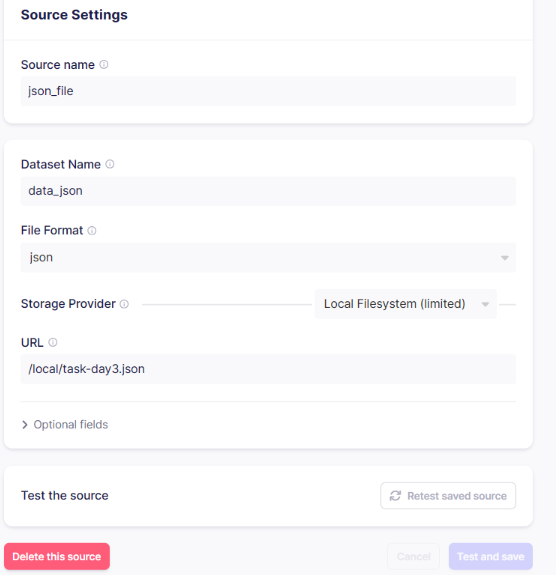 Source Settings
Source name
json_file
Dataset Name
data_json
File Format
json
Storage Provider Local Filesystem (limited)
URL
/local/task-day3.json
Optional fields
Test the source Retest saved source
Delete this source Cancel Test and save